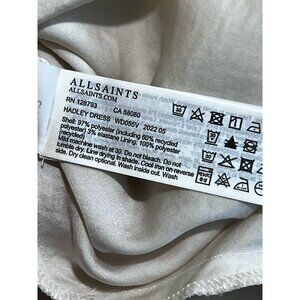 ALLSAINTS
ALLSAINTS.COM
RN 128793 CA 58080
HADLEY DRESS WD055V 2022 05
Shell: 97% polyester (including 60% recycled
polyester) 3% elastane Lining: 100% polyester
Mild machine wash at 30. Do not bleach. Do not
tumble dry. Line drying in shade. Cool iron on reverse
side. Dry clean optional. Wash inside out. Wash